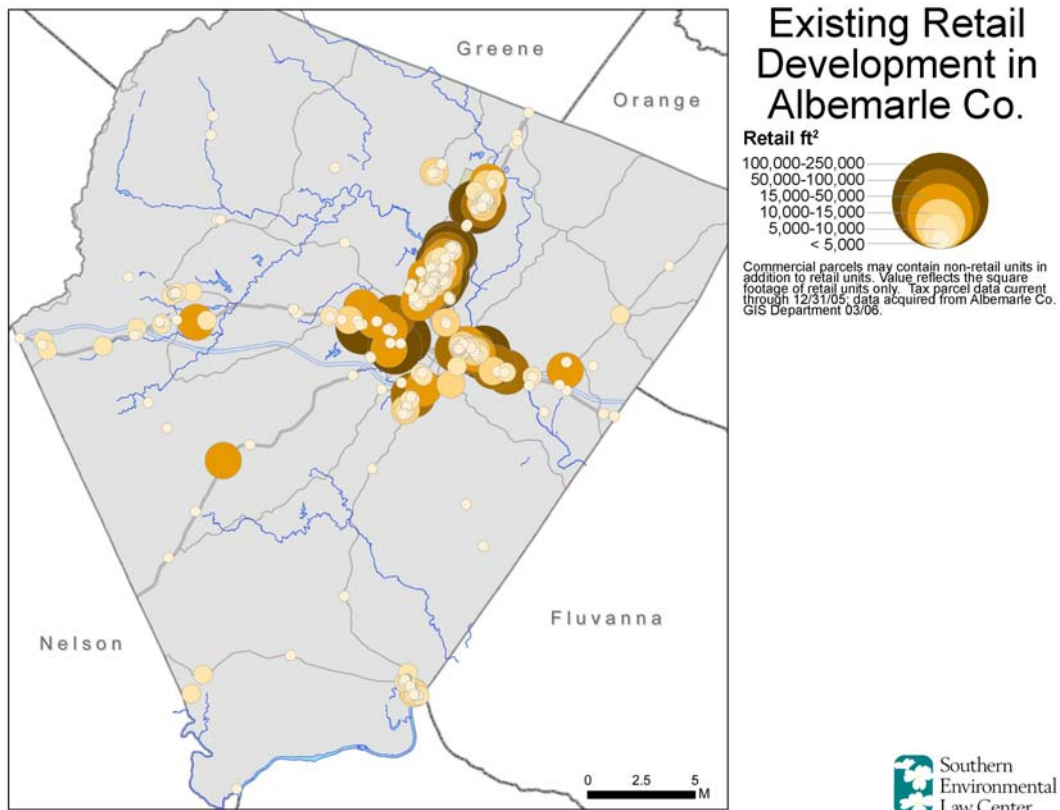 Existing Retail
Development in
Albemarle Co.
Retail ft²
100,000-250,000
50,000-100,000
15,000-50,000
10,000-15,000
5,000-10,000
< 5,000
Commercial parcels may contain non-retail units in
addition to retail units. Value reflects the square
footage of retail units only. Tax parcel data current
through 12/31/05; data acquired from Albemarle Co.
GIS Department 03/06.
Greene
Orange
Fluvanna
Nelson
0 2.5 5
M
Southern
Environmental
Law Center